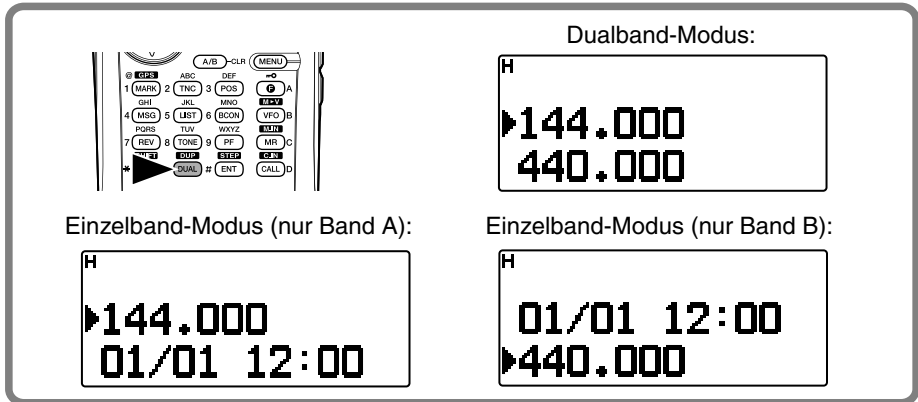 Dualband-Modus:
A/B CLR MENU
@ GPS ABC DEF
1 MARK 2 TNC 3 POS F A
GHI JKL MNO M▸V
4 MSG 5 LIST 6 BCON VFO B
PQRS TUV WXYZ M.IN
7 REV 8 TONE 9 PF MR C
SHIFT DUP STEP C.IN
* DUAL # ENT CALL D
H
144.000
440.000
Einzelband-Modus (nur Band A):
H
144.000
01/01 12:00
Einzelband-Modus (nur Band B):
H
01/01 12:00
440.000